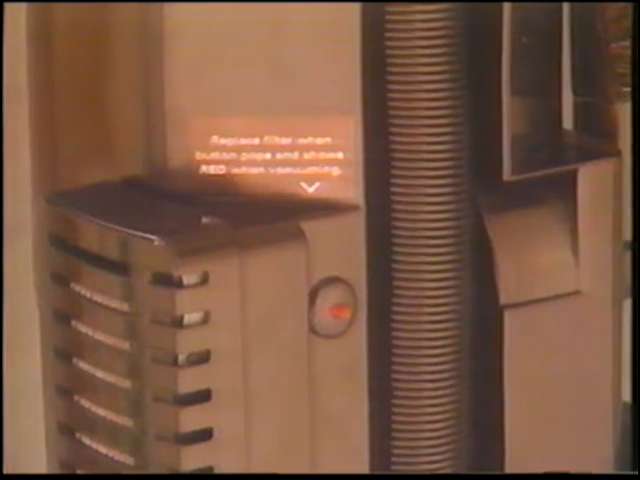 Replace filter when
button pops and shows
RED when vacuuming.